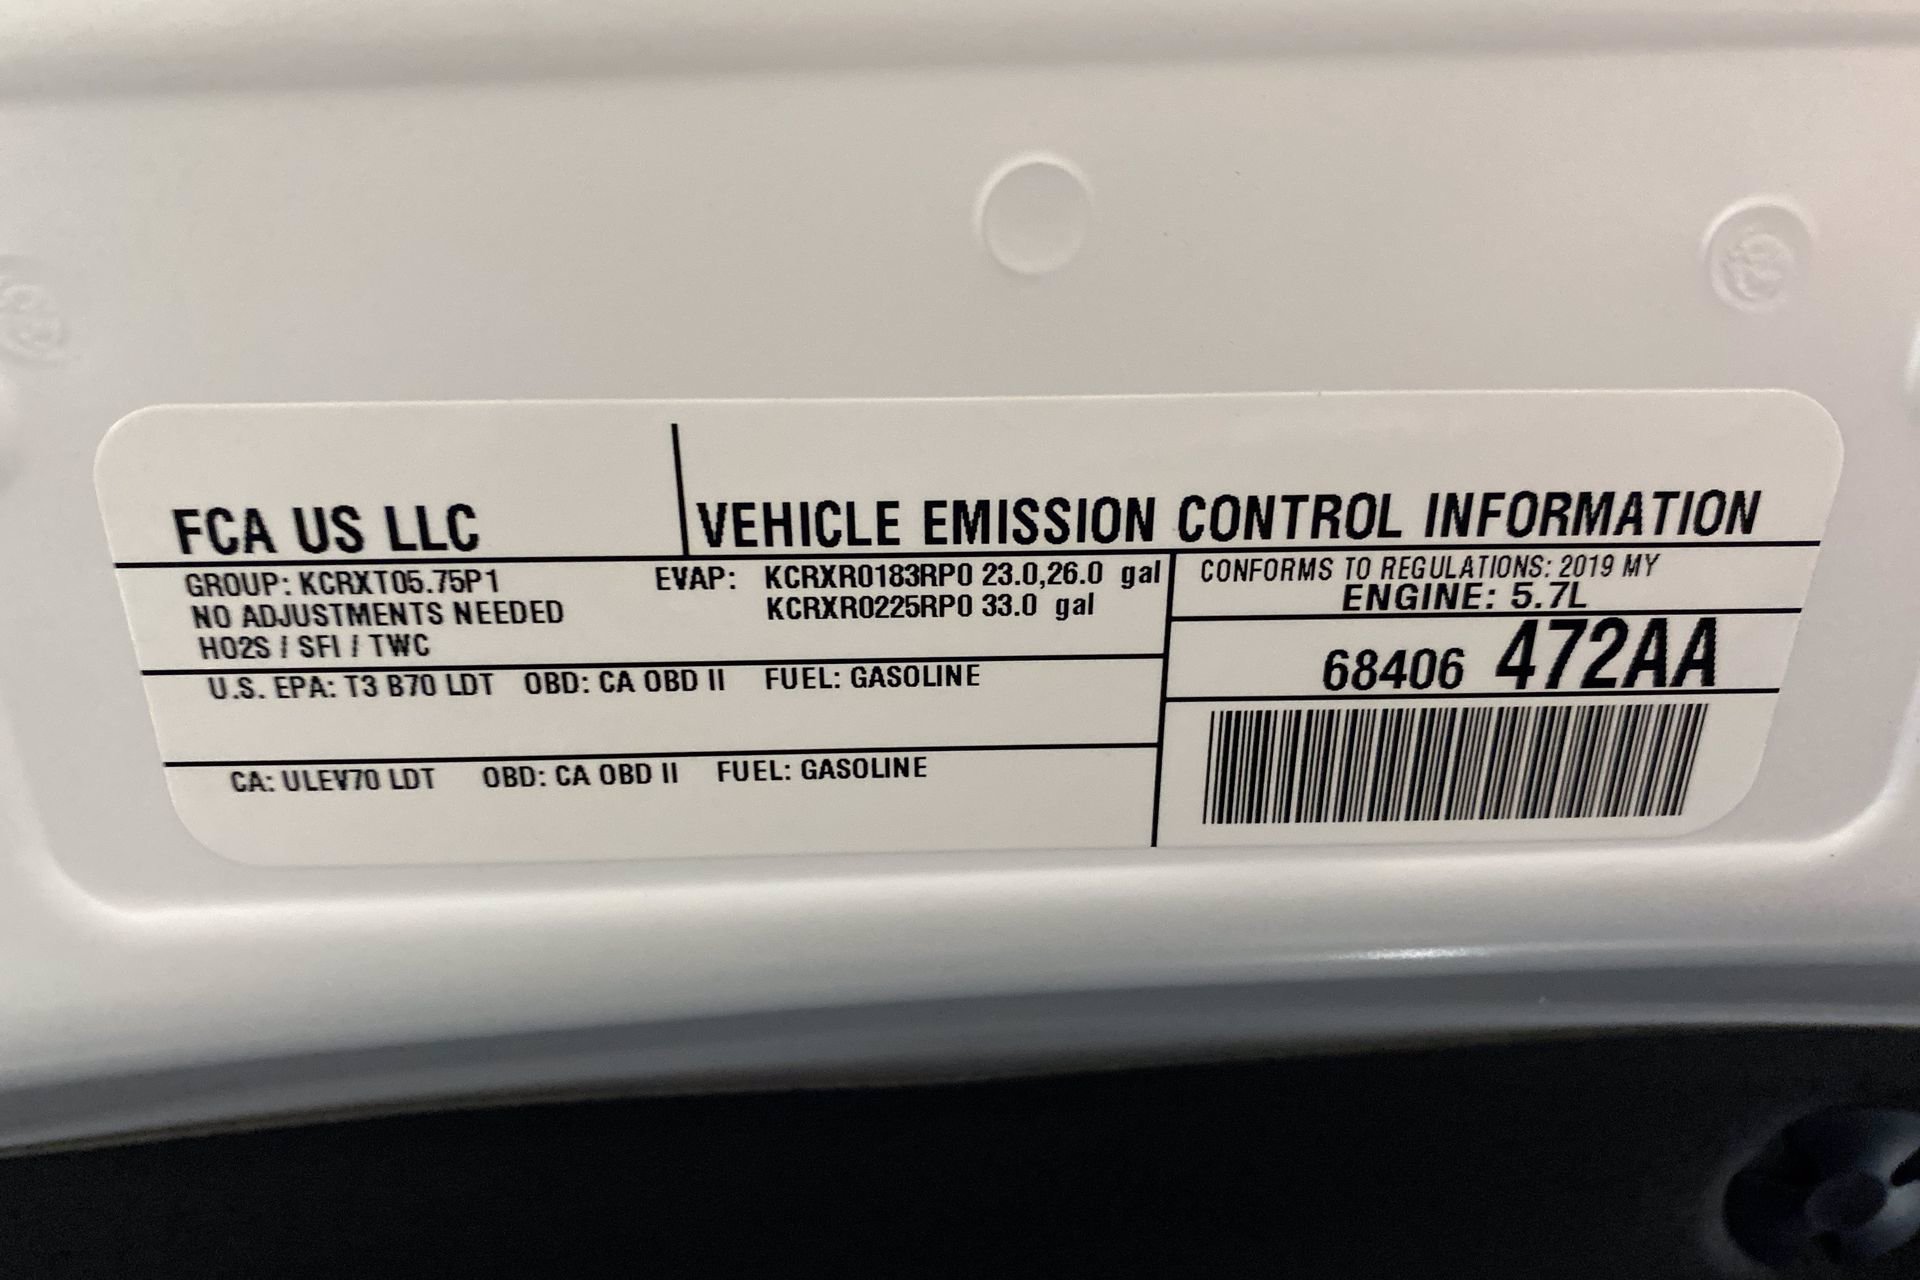 FCA US LLC
VEHICLE EMISSION CONTROL INFORMATION
GROUP: KCRXT05.75P1
NO ADJUSTMENTS NEEDED
HO2S / SFI / TWC
EVAP: KCRXR0183RP0 23.0,26.0 gal
KCRXR0225RP0 33.0 gal
CONFORMS TO REGULATIONS: 2019 MY
ENGINE: 5.7L
68406 472AA
U.S. EPA: T3 B70 LDT OBD: CA OBD II FUEL: GASOLINE
CA: ULEV70 LDT OBD: CA OBD II FUEL: GASOLINE